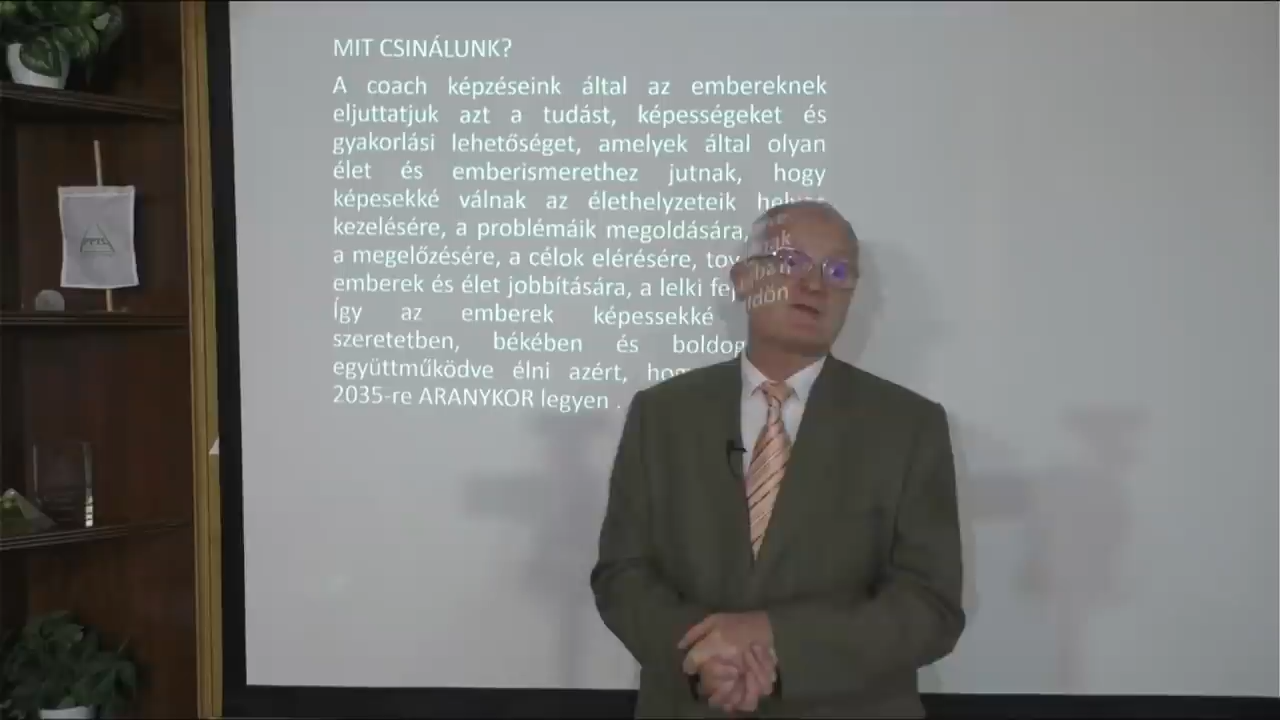 MIT CSINÁLUNK?
A coach képzéseink által az embereknek
eljuttatjuk azt a tudást, képességeket és
gyakorlási lehetőséget, amelyek által olyan
élet és emberismerethez jutnak, hogy
képesekké válnak az élethelyzeteik
kezelésére, a problémáik megoldására,
a megelőzésére, a célok elérésére,
emberek és élet jobbítására, a lelki
Így az emberek képessekké
szeretetben, békében és
együttműködve élni azért,
2035-re ARANYKOR legyen .